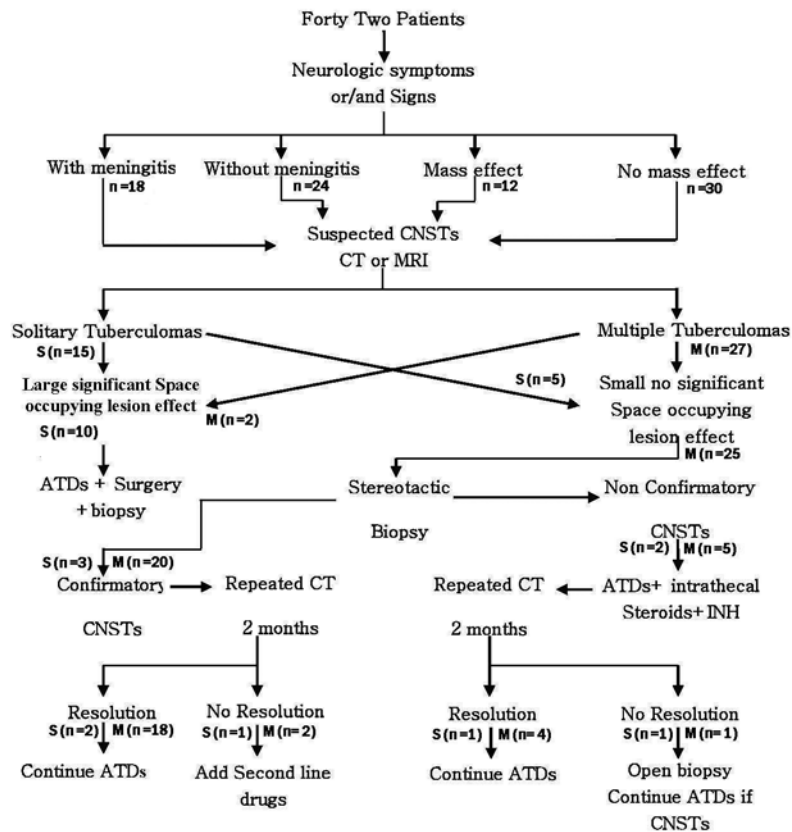 Forty Two Patients
Neurologic symptoms
or/and Signs
With meningitis
n=18
Without meningitis
n=24
Mass effect
n=12
No mass effect
n=30
Suspected CNSTs
CT or MRI
Solitary Tuberculomas
S(n=15)
Multiple Tuberculomas
M(n=27)
Large significant Space
occupying lesion effect
S(n=10)
M(n=2)
S(n=5)
Small no significant
Space occupying
lesion effect
M(n=25
ATDs + Surgery
+ biopsy
Stereotactic
Biopsy
Non Confirmatory
CNSTs
S(n=2) M(n=5)
S(n=3) M(n=20)
Confirmatory
CNSTs
Repeated CT
2 months
Repeated CT
2 months
ATDs+ intrathecal
Steroids+INH
Resolution
S(n=2) M(n=18)
Continue ATDs
No Resolution
S(n=1) M(n=2)
Add Second line
drugs
Resolution
S(n=1) M(n=4)
Continue ATDs
No Resolution
S(n=1) M(n=1)
Open biopsy
Continue ATDs if
CNSTs